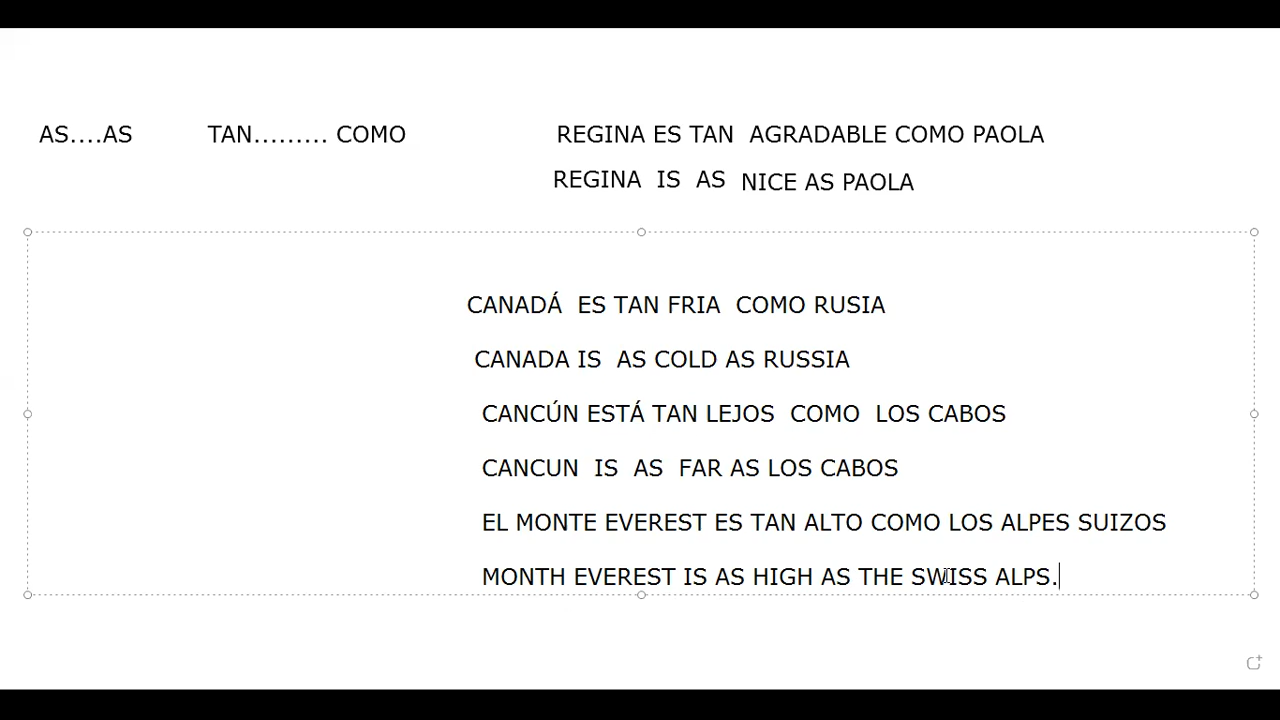 AS....AS TAN......... COMO REGINA ES TAN AGRADABLE COMO PAOLA
REGINA IS AS NICE AS PAOLA
CANADÁ ES TAN FRIA COMO RUSIA
CANADA IS AS COLD AS RUSSIA
CANCÚN ESTÁ TAN LEJOS COMO LOS CABOS
CANCUN IS AS FAR AS LOS CABOS
EL MONTE EVEREST ES TAN ALTO COMO LOS ALPES SUIZOS
MONTH EVEREST IS AS HIGH AS THE SWISS ALPS.